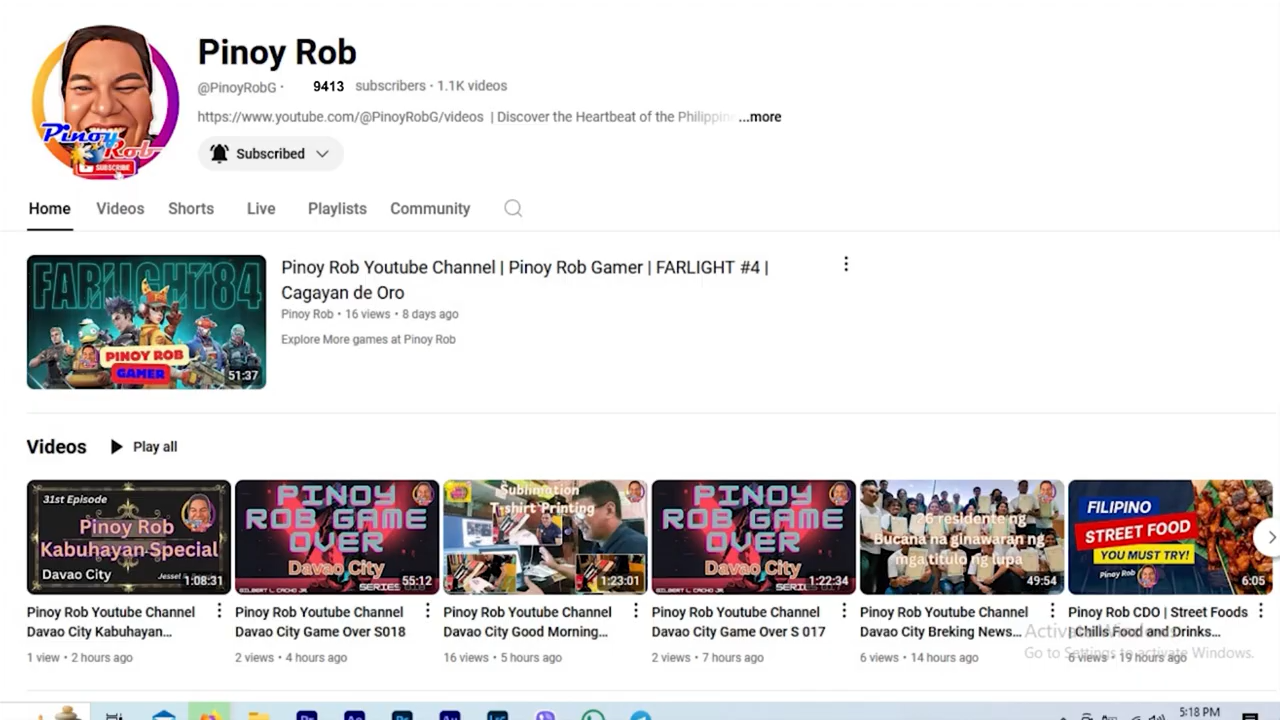 Pinoy Rob
@PinoyRobG · 9413 subscribers · 1.1K videos
https://www.youtube.com/@PinoyRobG/videos | Discover the Heartbeat of the Philippin ...more
Pinoy
Rob
SUBSCRIBE
Subscribed
Home Videos Shorts Live Playlists Community
FARLIGHT84
PINOY ROB
GAMER
51:37
Pinoy Rob Youtube Channel | Pinoy Rob Gamer | FARLIGHT #4 |
Cagayan de Oro
Pinoy Rob · 16 views · 8 days ago
Explore More games at Pinoy Rob
Videos Play all
31st Episode
Pinoy Rob
Kabuhayan Special
Davao City
1:08:31
Pinoy Rob Youtube Channel
Davao City Kabuhayan...
1 view · 2 hours ago
PINOY
ROB GAME
OVER
Davao City
55:12
Pinoy Rob Youtube Channel
Davao City Game Over S018
2 views · 4 hours ago
Sublimation
T-shirt Printing
1:23:01
Pinoy Rob Youtube Channel
Davao City Good Morning...
16 views · 5 hours ago
PINOY
ROB GAME
OVER
Davao City
GILBERT L. CACHO JR.
1:22:34
Pinoy Rob Youtube Channel
Davao City Game Over S 017
2 views · 7 hours ago
26 residente ng
Bucana na ginawaran ng
mga titulo ng lupa
49:54
Pinoy Rob Youtube Channel
Davao City Breking News...
6 views · 14 hours ago
FILIPINO
STREET FOOD
YOU MUST TRY!
Pinoy Rob
6:05
Pinoy Rob CDO | Street Foods
| Chills Food and Drinks...
6 views · 19 hours ago
Activate Windows
Go to Settings to activate Windows.
5:18 PM